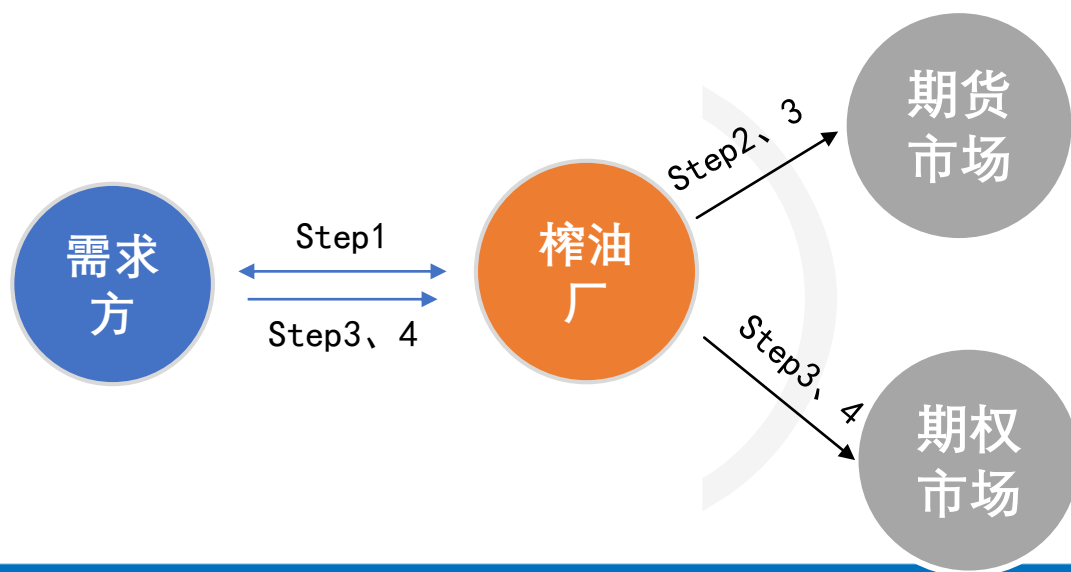 需求
方
Step1
Step3、4
榨油
厂
Step2、3
期货
市场
Step3、4
期权
市场